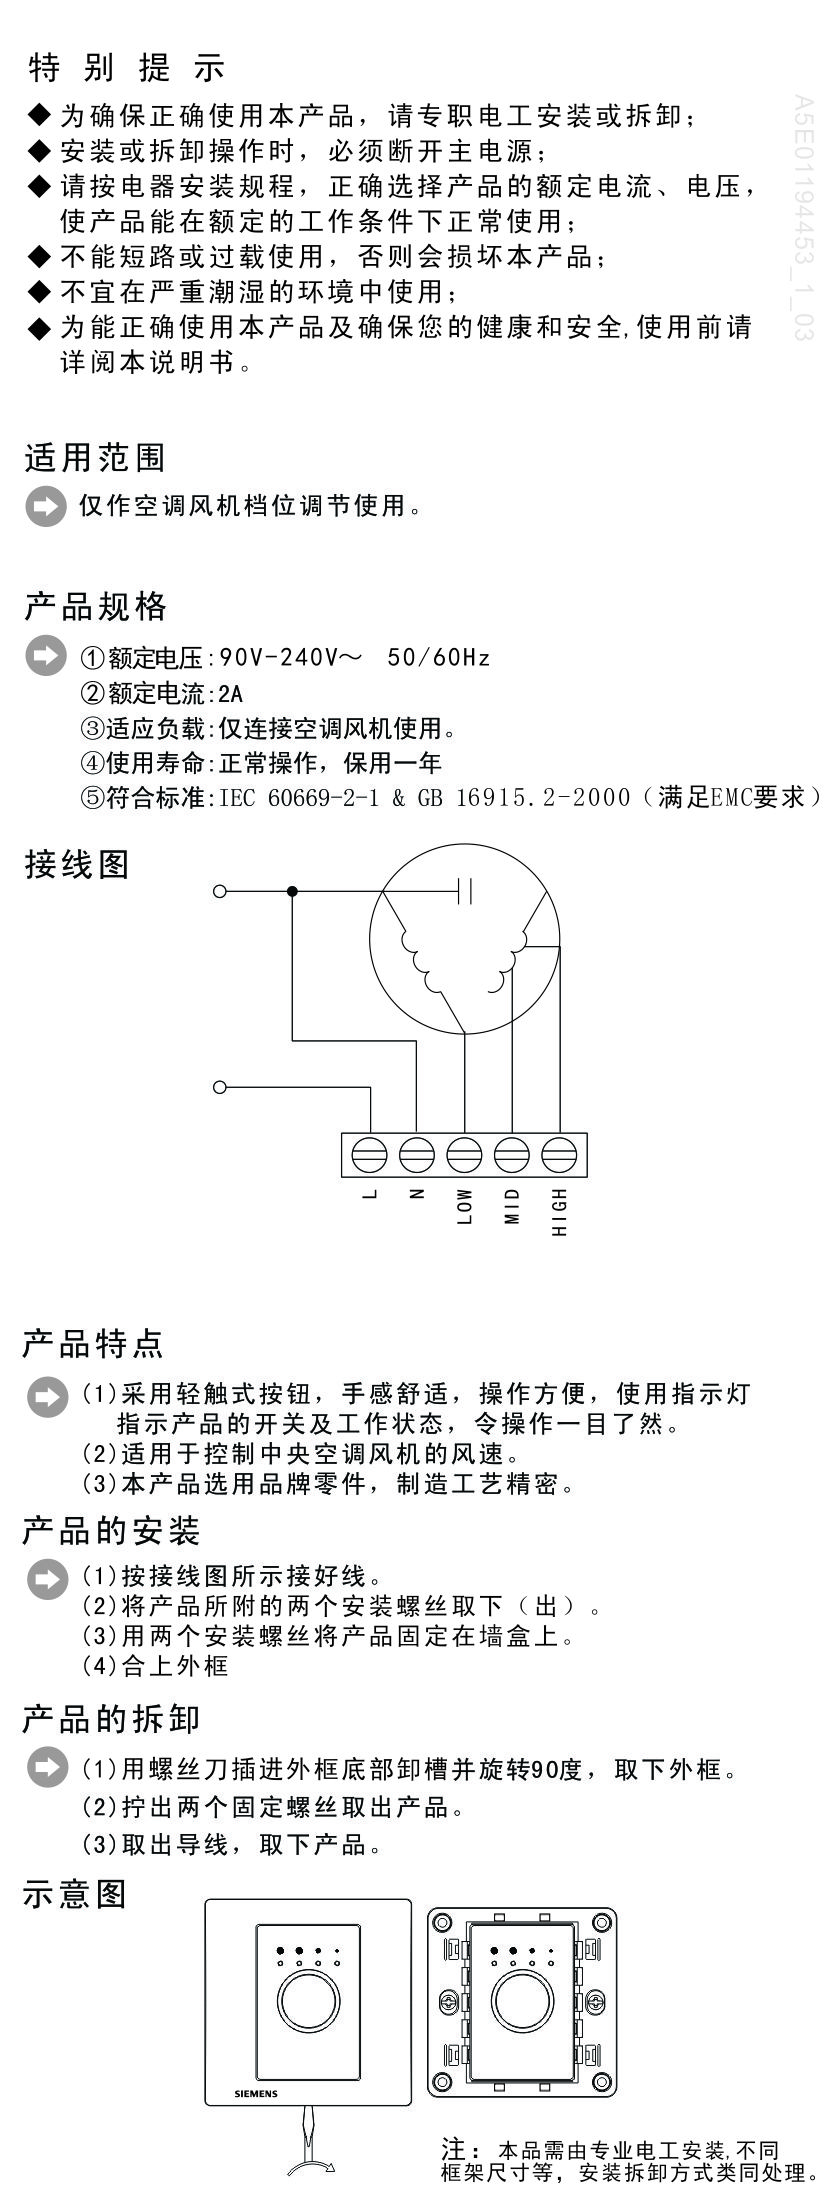 特别提示
◆ 为确保正确使用本产品，请专职电工安装或拆卸；
◆ 安装或拆卸操作时，必须断开主电源；
◆ 请按电器安装规程，正确选择产品的额定电流、电压，
使产品能在额定的工作条件下正常使用；
◆ 不能短路或过载使用，否则会损坏本产品；
◆ 不宜在严重潮湿的环境中使用；
◆ 为能正确使用本产品及确保您的健康和安全,使用前请
详阅本说明书。
A5E01194453_1_03
适用范围
仅作空调风机档位调节使用。
产品规格
①额定电压:90V-240V～ 50/60Hz
②额定电流:2A
③适应负载:仅连接空调风机使用。
④使用寿命:正常操作，保用一年
⑤符合标准:IEC 60669-2-1 & GB 16915.2-2000（满足EMC要求）
接线图
L
N
LOW
MID
HIGH
产品特点
(1)采用轻触式按钮，手感舒适，操作方便，使用指示灯
指示产品的开关及工作状态，令操作一目了然。
(2)适用于控制中央空调风机的风速。
(3)本产品选用品牌零件，制造工艺精密。
产品的安装
(1)按接线图所示接好线。
(2)将产品所附的两个安装螺丝取下（出）。
(3)用两个安装螺丝将产品固定在墙盒上。
(4)合上外框
产品的拆卸
(1)用螺丝刀插进外框底部卸槽并旋转90度，取下外框。
(2)拧出两个固定螺丝取出产品。
(3)取出导线，取下产品。
示意图
SIEMENS
注：本品需由专业电工安装,不同
框架尺寸等，安装拆卸方式类同处理。